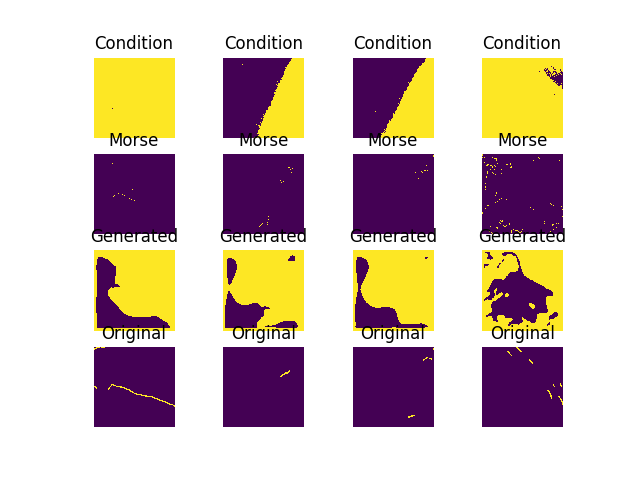 Condition Condition Condition Condition
Morse Morse Morse Morse
Generated Generated Generated Generated
Original Original Original Original